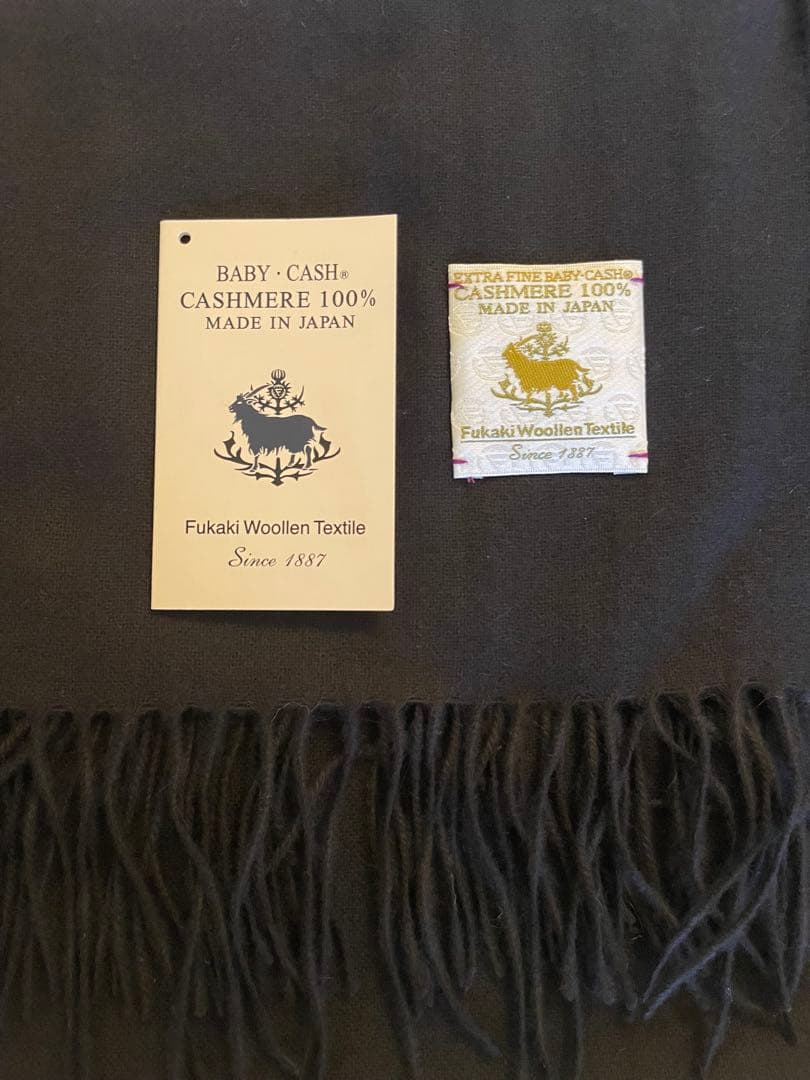 BABY · CASH®
CASHMERE 100%
MADE IN JAPAN
Fukaki Woollen Textile
Since 1887
EXTRA FINE BABY·CASH®
CASHMERE 100%
MADE IN JAPAN
Fukaki Woollen Textile
Since 1887